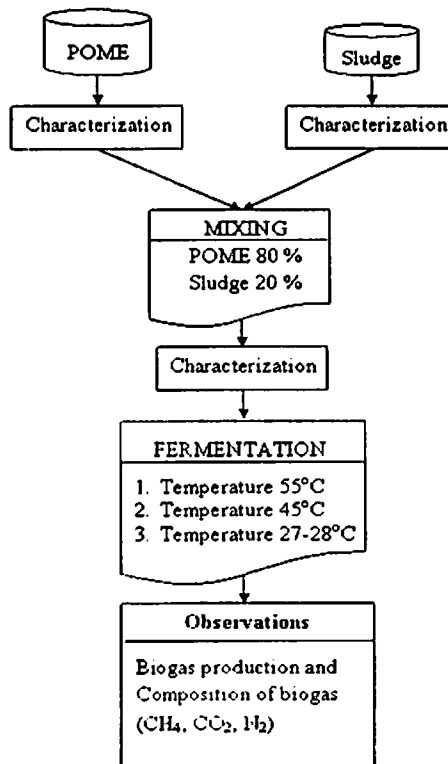 POME
Sludge
Characterization
Characterization
MIXING
POME 80 %
Sludge 20 %
Characterization
FERMENTATION
1. Temperature 55°C
2. Temperature 45°C
3. Temperature 27-28°C
Observations
Biogas production and
Composition of biogas
(CH₄, CO₂, N₂)